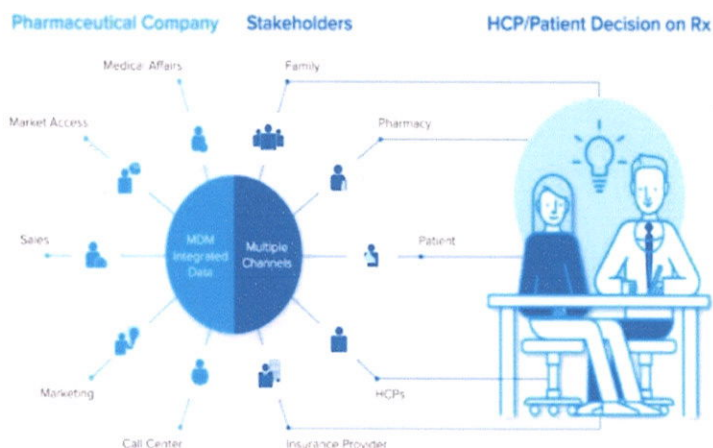 Pharmaceutical Company Stakeholders HCP/Patient Decision on Rx
Medical Affairs
Family
Market Access
Pharmacy
Sales
MDM
Integrated
Data
Multiple
Channels
Patient
Marketing
HCPs
Call Center
Insurance Provider